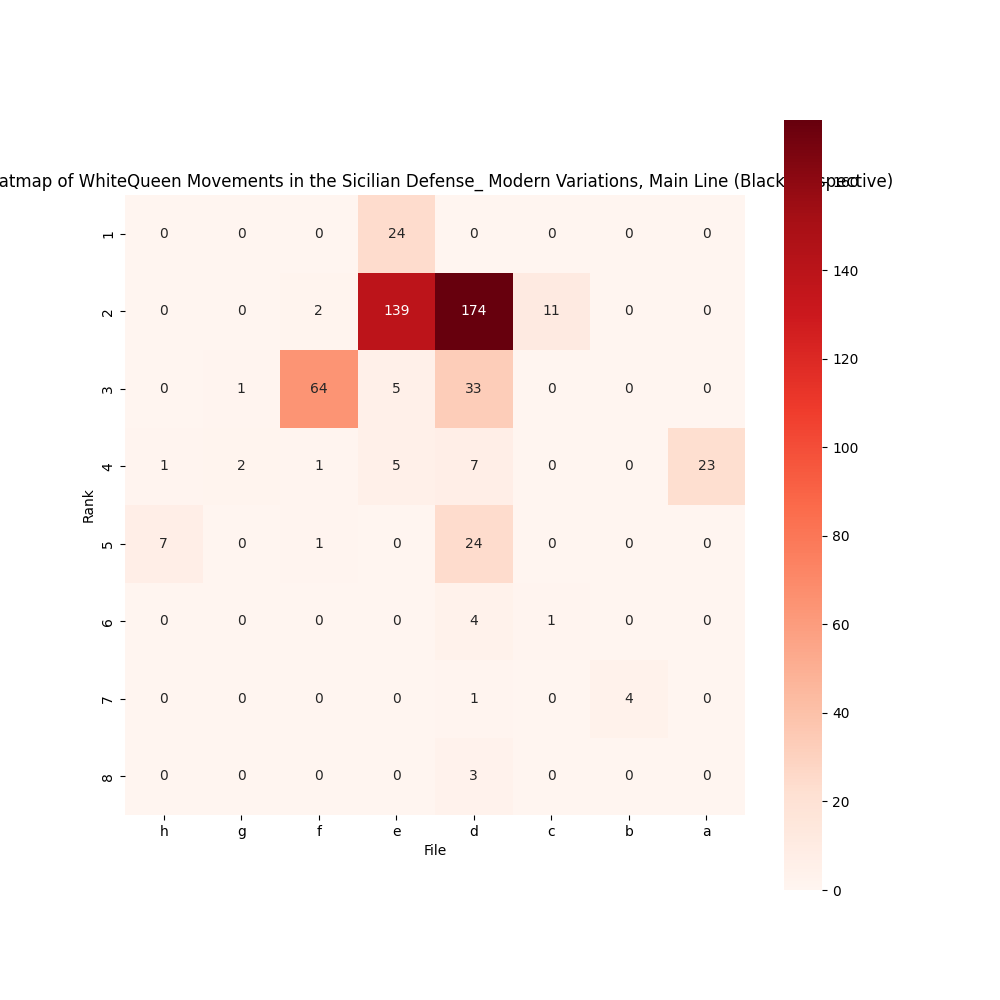 atmap of WhiteQueen Movements in the Sicilian Defense_ Modern Variations, Main Line (Black spective)
160
140
120
100
80
60
40
20
0
1 0 0 0 24 0 0 0 0
2 0 0 2 139 174 11 0 0
3 0 1 64 5 33 0 0 0
4 1 2 1 5 7 0 0 23
5 7 0 1 0 24 0 0 0
6 0 0 0 0 4 1 0 0
7 0 0 0 0 1 0 4 0
8 0 0 0 0 3 0 0 0
Rank
h g f e d c b a
File